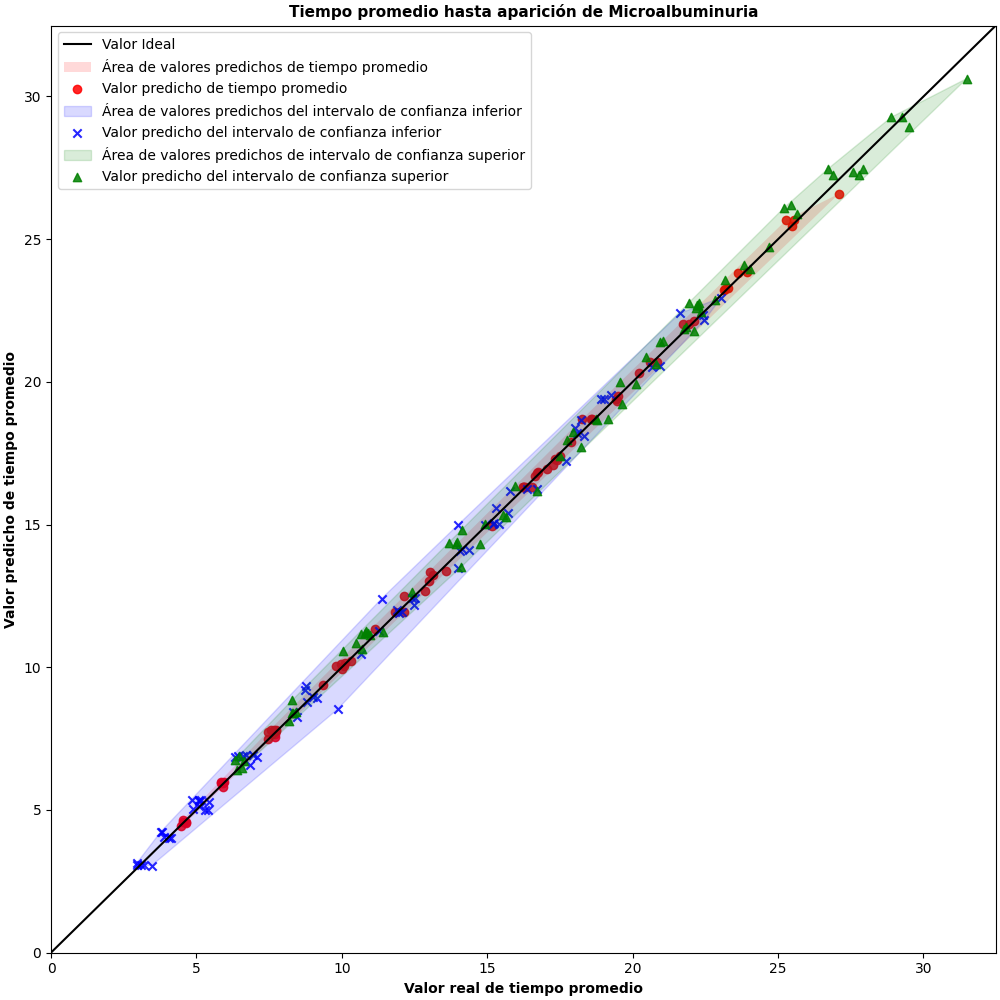 Tiempo promedio hasta aparición de Microalbuminuria
Valor Ideal
Área de valores predichos de tiempo promedio
Valor predicho de tiempo promedio
Área de valores predichos del intervalo de confianza inferior
Valor predicho del intervalo de confianza inferior
Área de valores predichos de intervalo de confianza superior
Valor predicho del intervalo de confianza superior
Valor predicho de tiempo promedio
30
25
20
15
10
5
0
0 5 10 15 20 25 30
Valor real de tiempo promedio